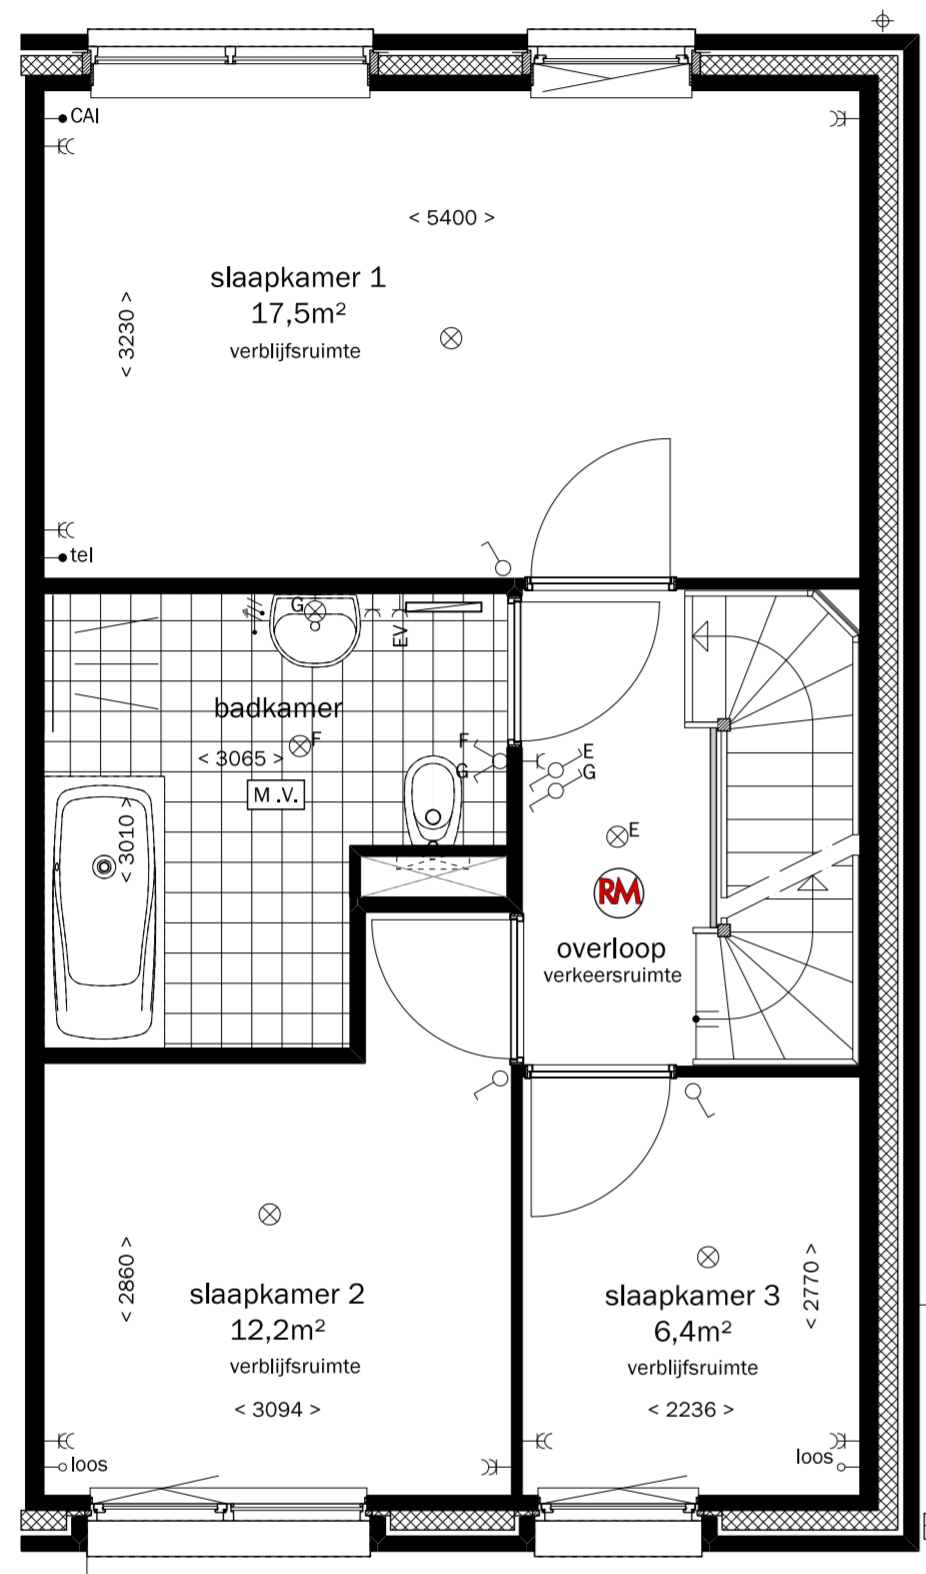 CAI
< 5400 >
slaapkamer 1
17,5m²
verblijfsruimte
< 3230 >
tel
G
EV
badkamer
F
< 3065 >
M.V.
< 3010 >
F
G
E
G
E
RM
overloop
verkeersruimte
slaapkamer 2
12,2m²
verblijfsruimte
< 2860 >
< 3094 >
loos
slaapkamer 3
6,4m²
verblijfsruimte
< 2770 >
< 2236 >
loos